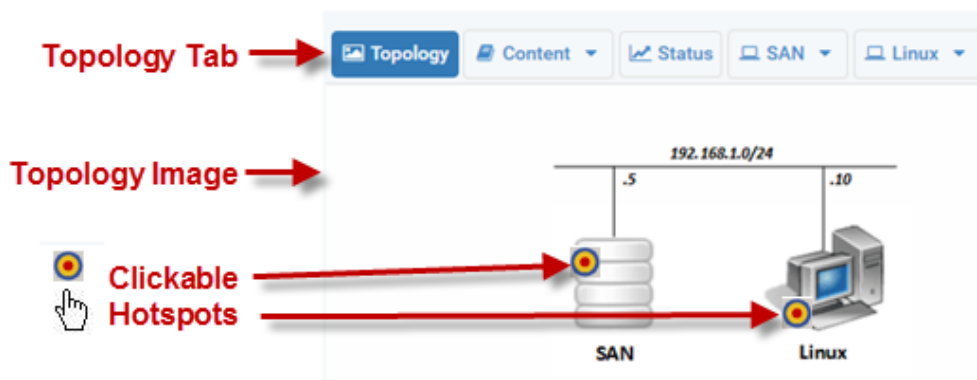 Topology Tab
Topology Content Status SAN Linux
192.168.1.0/24
.5 .10
Topology Image
Clickable
Hotspots
SAN Linux